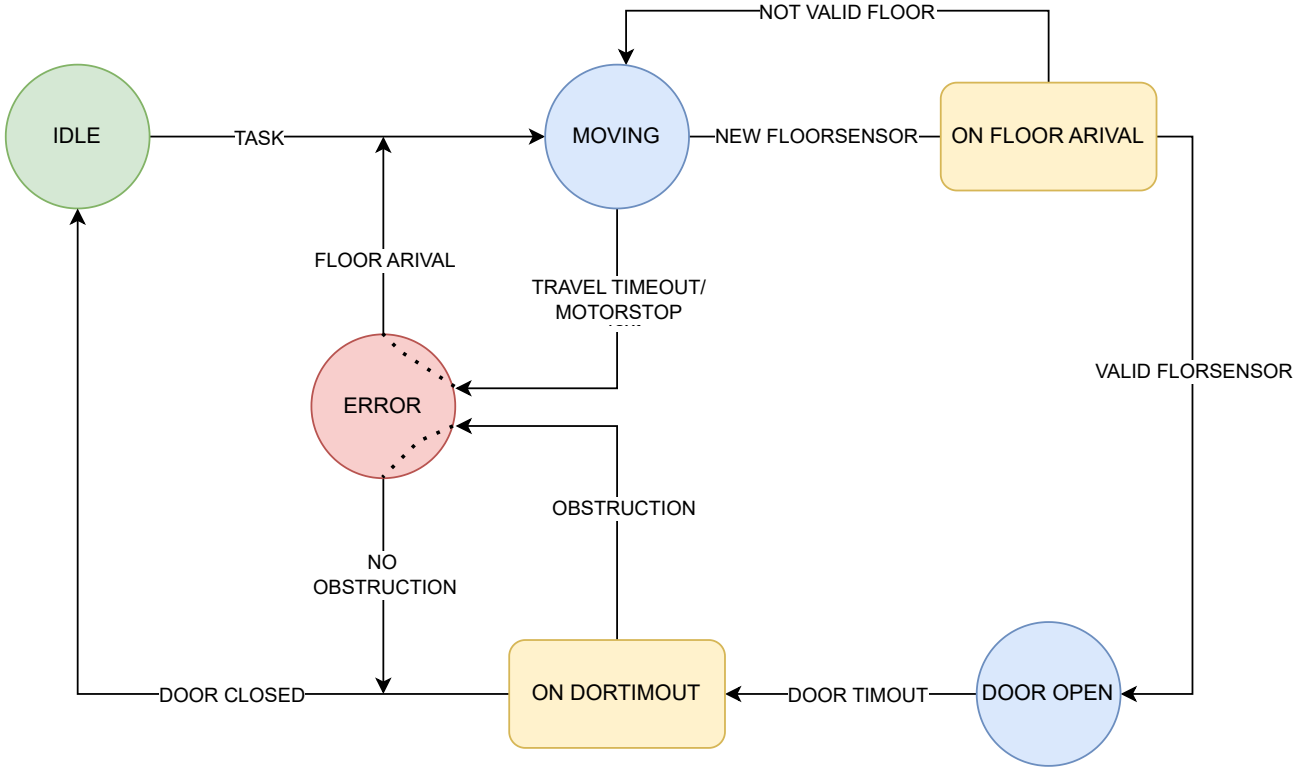 NOT VALID FLOOR
IDLE
TASK
MOVING
NEW FLOORSENSOR
ON FLOOR ARIVAL
FLOOR ARIVAL
TRAVEL TIMEOUT/
MOTORSTOP
VALID FLORSENSOR
ERROR
OBSTRUCTION
NO
OBSTRUCTION
DOOR CLOSED
ON DORTIMOUT
DOOR TIMOUT
DOOR OPEN